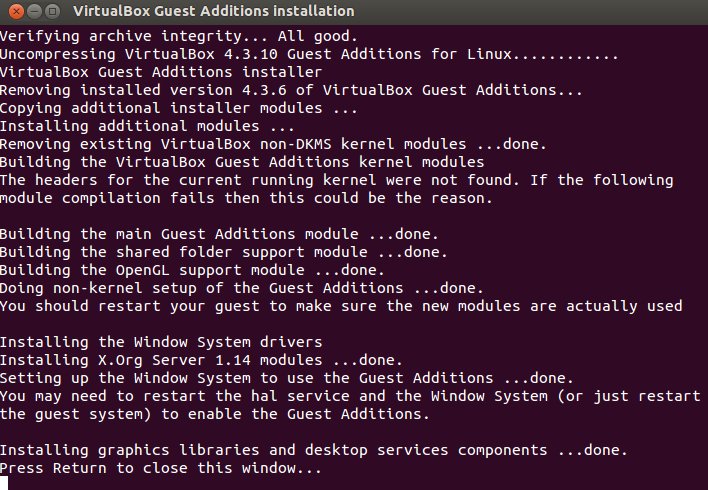 VirtualBox Guest Additions installation
Verifying archive integrity... All good.
Uncompressing VirtualBox 4.3.10 Guest Additions for Linux............
VirtualBox Guest Additions installer
Removing installed version 4.3.6 of VirtualBox Guest Additions...
Copying additional installer modules ...
Installing additional modules ...
Removing existing VirtualBox non-DKMS kernel modules ...done.
Building the VirtualBox Guest Additions kernel modules
The headers for the current running kernel were not found. If the following
module compilation fails then this could be the reason.

Building the main Guest Additions module ...done.
Building the shared folder support module ...done.
Building the OpenGL support module ...done.
Doing non-kernel setup of the Guest Additions ...done.
You should restart your guest to make sure the new modules are actually used

Installing the Window System drivers
Installing X.Org Server 1.14 modules ...done.
Setting up the Window System to use the Guest Additions ...done.
You may need to restart the hal service and the Window System (or just restart
the guest system) to enable the Guest Additions.

Installing graphics libraries and desktop services components ...done.
Press Return to close this window...